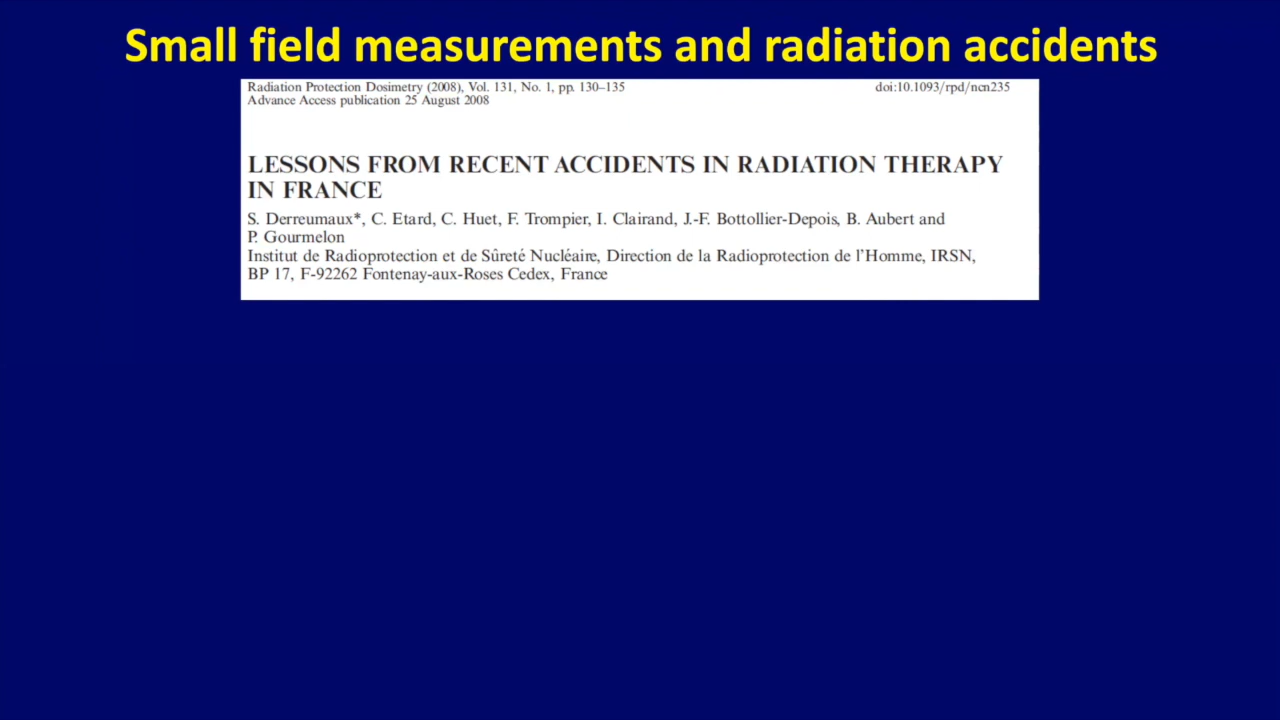 Small field measurements and radiation accidents
Radiation Protection Dosimetry (2008), Vol. 131, No. 1, pp. 130–135 doi:10.1093/rpd/ncn235
Advance Access publication 25 August 2008
LESSONS FROM RECENT ACCIDENTS IN RADIATION THERAPY
IN FRANCE
S. Derreumaux*, C. Etard, C. Huet, F. Trompier, I. Clairand, J.-F. Bottollier-Depois, B. Aubert and
P. Gourmelon
Institut de Radioprotection et de Sûreté Nucléaire, Direction de la Radioprotection de l’Homme, IRSN,
BP 17, F-92262 Fontenay-aux-Roses Cedex, France